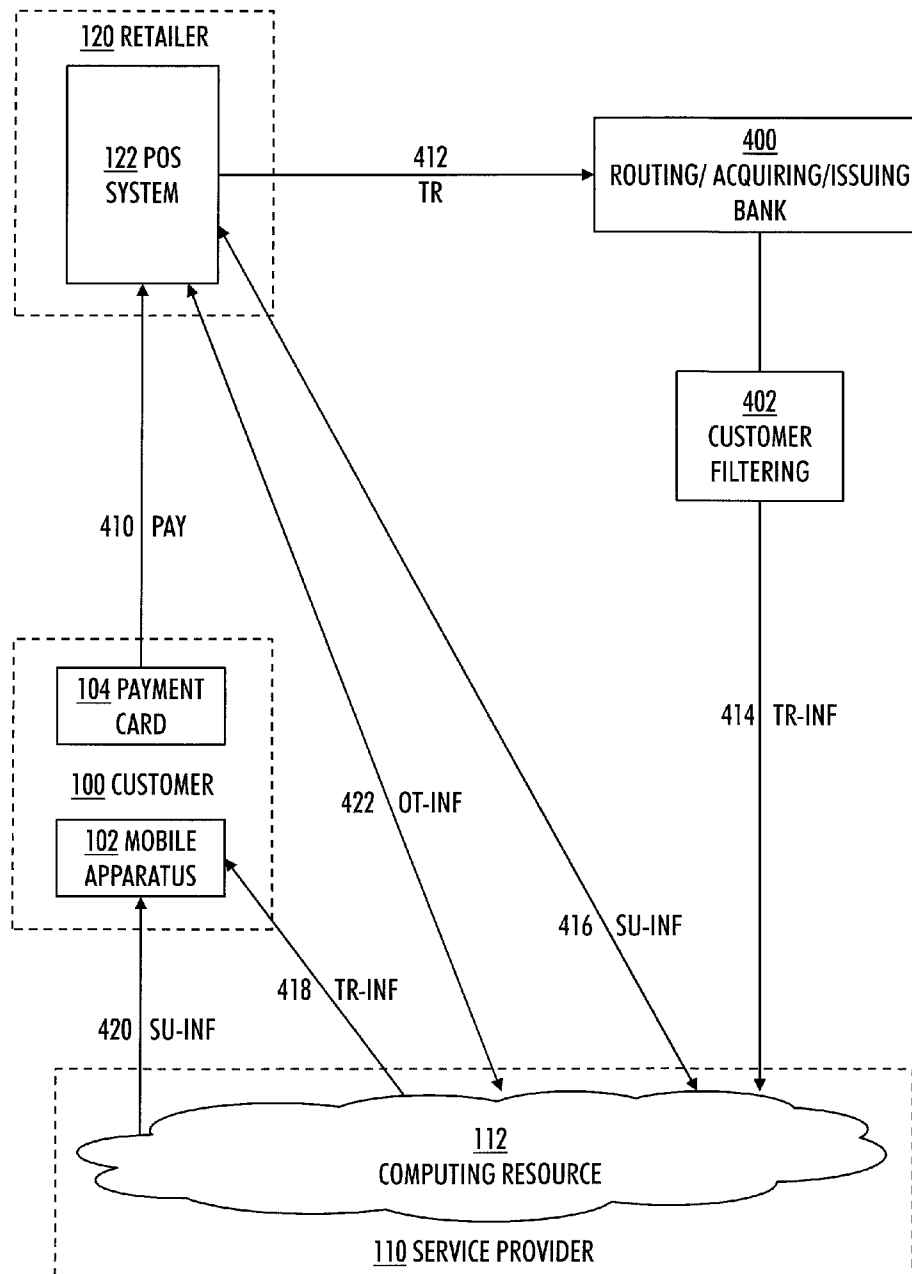 120 RETAILER
122 POS
SYSTEM
412
TR
400
ROUTING/ ACQUIRING/ISSUING
BANK
402
CUSTOMER
FILTERING
410 PAY
104 PAYMENT
CARD
100 CUSTOMER
102 MOBILE
APPARATUS
414 TR-INF
422 OT-INF
416 SU-INF
418 TR-INF
420 SU-INF
112
COMPUTING RESOURCE
110 SERVICE PROVIDER